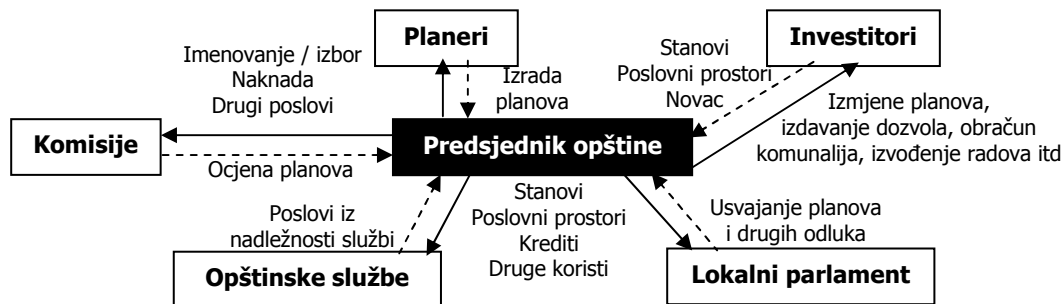 Planeri
Investitori
Imenovanje / izbor
Naknada
Drugi poslovi
Izrada
planova
Stanovi
Poslovni prostori
Novac
Izmjene planova,
izdavanje dozvola, obračun
komunalija, izvođenje radova itd
Komisije
Predsjednik opštine
Ocjena planova
Poslovi iz
nadležnosti službi
Stanovi
Poslovni prostori
Krediti
Druge koristi
Usvajanje planova
i drugih odluka
Opštinske službe
Lokalni parlament